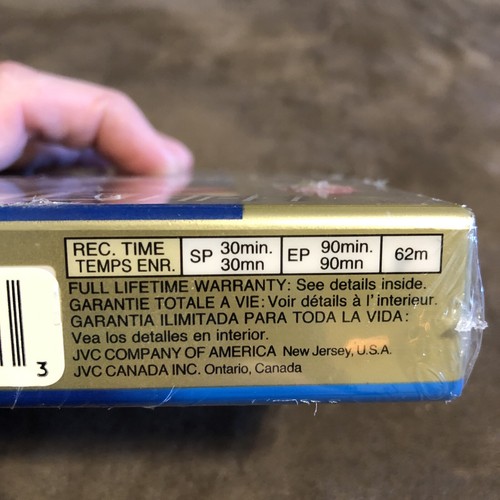 REC. TIME SP 30min. EP 90min. 62m
TEMPS ENR. 30mn 90mn
FULL LIFETIME WARRANTY: See details inside.
GARANTIE TOTALE A VIE: Voir détails à l'interieur.
GARANTIA ILIMITADA PARA TODA LA VIDA:
Vea los detalles en interior.
JVC COMPANY OF AMERICA New Jersey, U.S.A.
JVC CANADA INC. Ontario, Canada
3